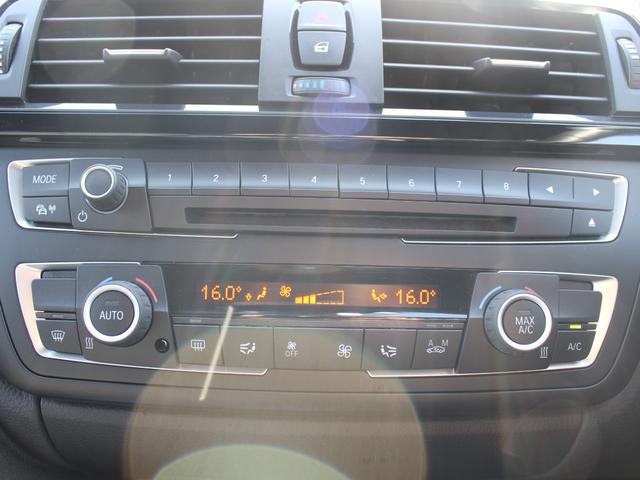 MODE 1 2 3 4 5 6 7 8
16.0° 16.0°
AUTO MAX A/C
OFF A M A/C